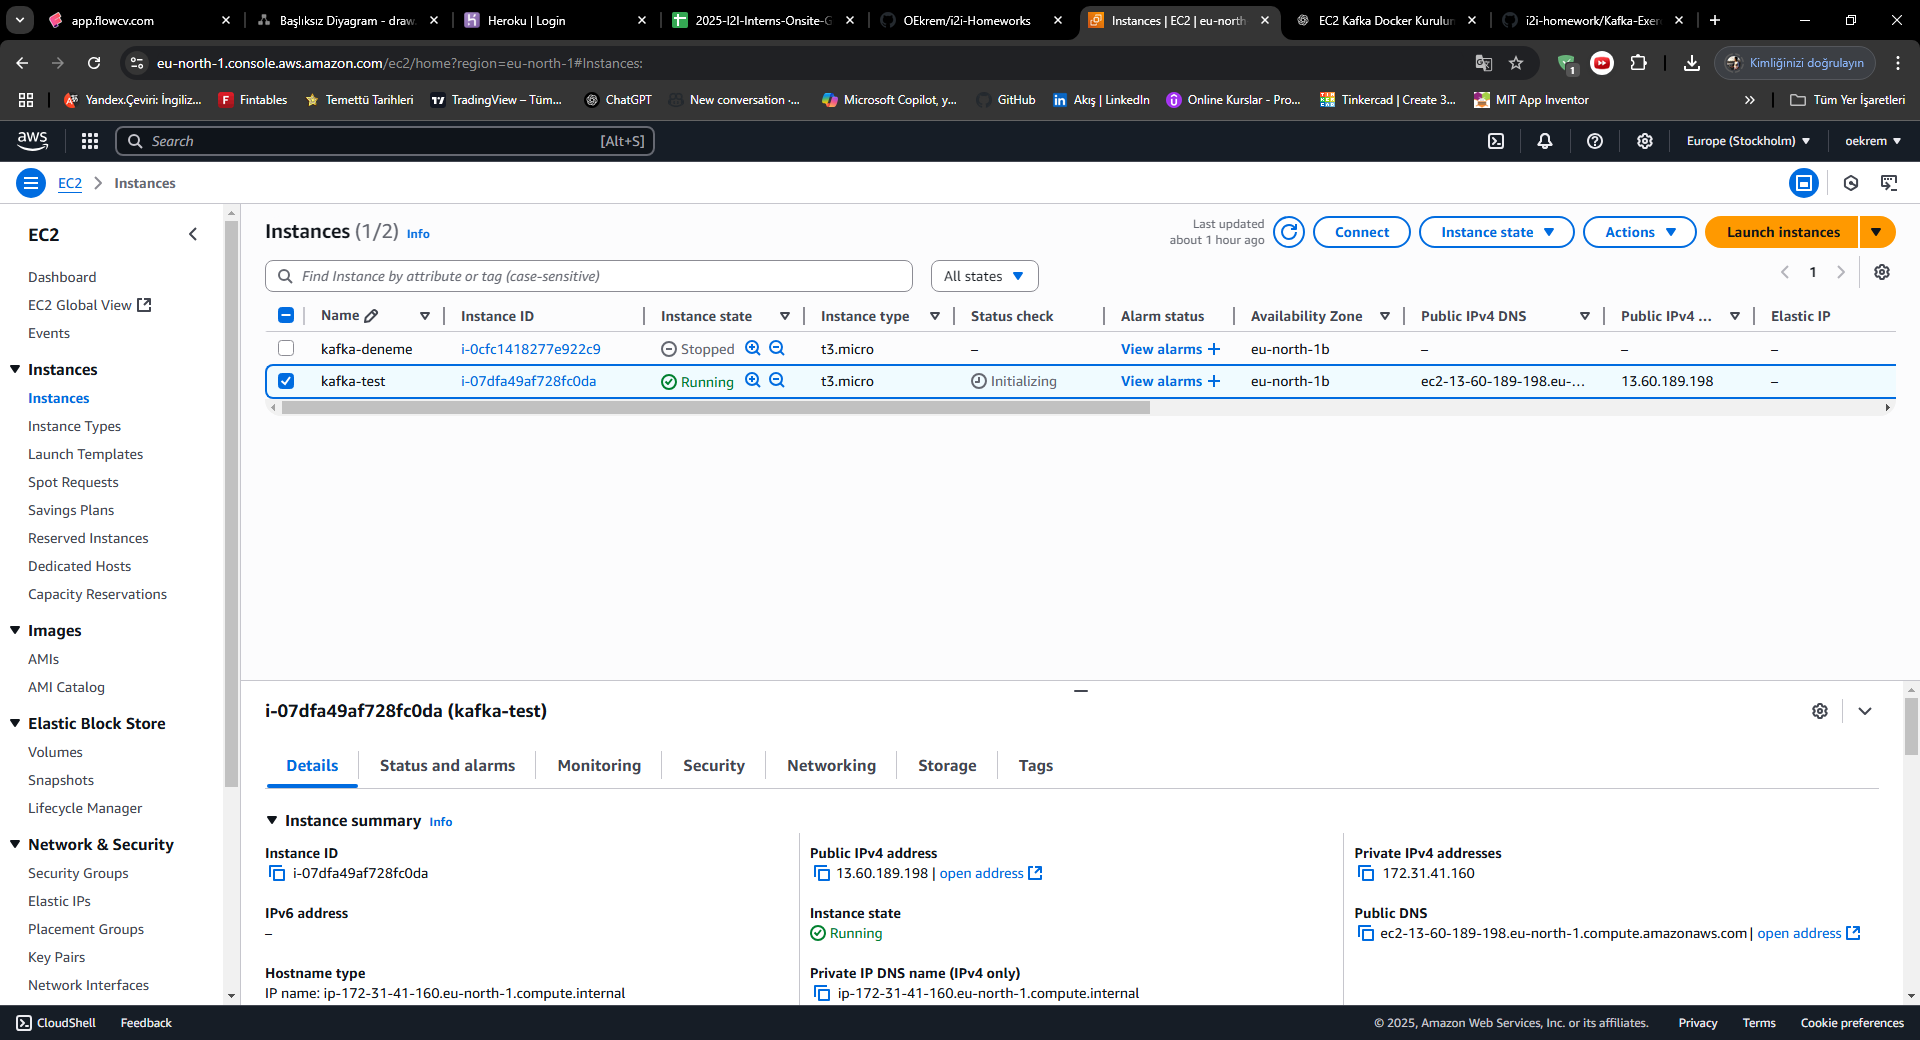 app.flowcv.com
Başlıksız Diyagram - draw.
Heroku | Login
2025-I2I-Interns-Onsite-G
OEkrem/i2i-Homeworks
Instances | EC2 | eu-north
EC2 Kafka Docker Kurulun
i2i-homework/Kafka-Exer
eu-north-1.console.aws.amazon.com/ec2/home?region=eu-north-1#Instances:
1
Kimliğinizi doğrulayın
Yandex.Çeviri: İngiliz...
Fintables
Temettü Tarihleri
TradingView – Tüm...
ChatGPT
New conversation ·...
Microsoft Copilot, y...
GitHub
Akış | LinkedIn
Online Kurslar - Pro...
Tinkercad | Create 3...
MIT App Inventor
Tüm Yer İşaretleri
aws
Search
[Alt+S]
Europe (Stockholm)
oekrem
EC2
Instances
EC2
Dashboard
EC2 Global View
Events
Instances
Instances
Instance Types
Launch Templates
Spot Requests
Savings Plans
Reserved Instances
Dedicated Hosts
Capacity Reservations
Images
AMIs
AMI Catalog
Elastic Block Store
Volumes
Snapshots
Lifecycle Manager
Network & Security
Security Groups
Elastic IPs
Placement Groups
Key Pairs
Network Interfaces
Instances (1/2) Info
Last updated
about 1 hour ago
Connect
Instance state
Actions
Launch instances
Find Instance by attribute or tag (case-sensitive)
All states
1
Name Instance ID Instance state Instance type Status check Alarm status Availability Zone Public IPv4 DNS Public IPv4 ... Elastic IP
kafka-deneme i-0cfc1418277e922c9 Stopped t3.micro – View alarms + eu-north-1b – – –
kafka-test i-07dfa49af728fc0da Running t3.micro Initializing View alarms + eu-north-1b ec2-13-60-189-198.eu-... 13.60.189.198 –
i-07dfa49af728fc0da (kafka-test)
Details
Status and alarms
Monitoring
Security
Networking
Storage
Tags
Instance summary Info
Instance ID
i-07dfa49af728fc0da
IPv6 address
–
Hostname type
IP name: ip-172-31-41-160.eu-north-1.compute.internal
Public IPv4 address
13.60.189.198 | open address
Instance state
Running
Private IP DNS name (IPv4 only)
ip-172-31-41-160.eu-north-1.compute.internal
Private IPv4 addresses
172.31.41.160
Public DNS
ec2-13-60-189-198.eu-north-1.compute.amazonaws.com | open address
CloudShell
Feedback
© 2025, Amazon Web Services, Inc. or its affiliates.
Privacy
Terms
Cookie preferences